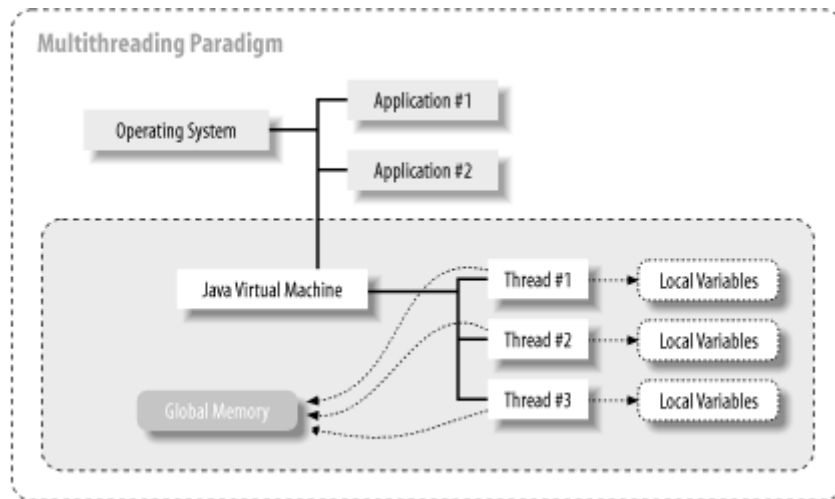 Multithreading Paradigm
Application #1
Operating System
Application #2
Java Virtual Machine
Thread #1
Local Variables
Thread #2
Local Variables
Global Memory
Thread #3
Local Variables